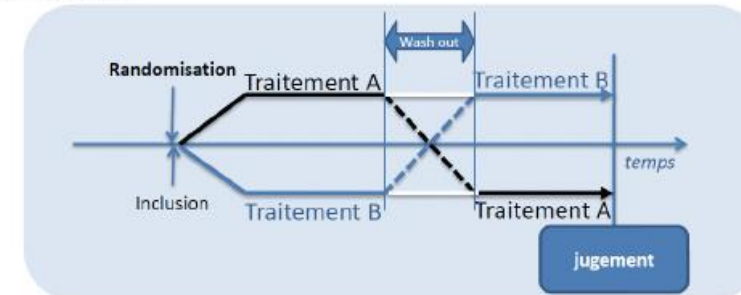 Wash out
Randomisation
Traitement A
Traitement B
temps
Inclusion
Traitement B
Traitement A
jugement